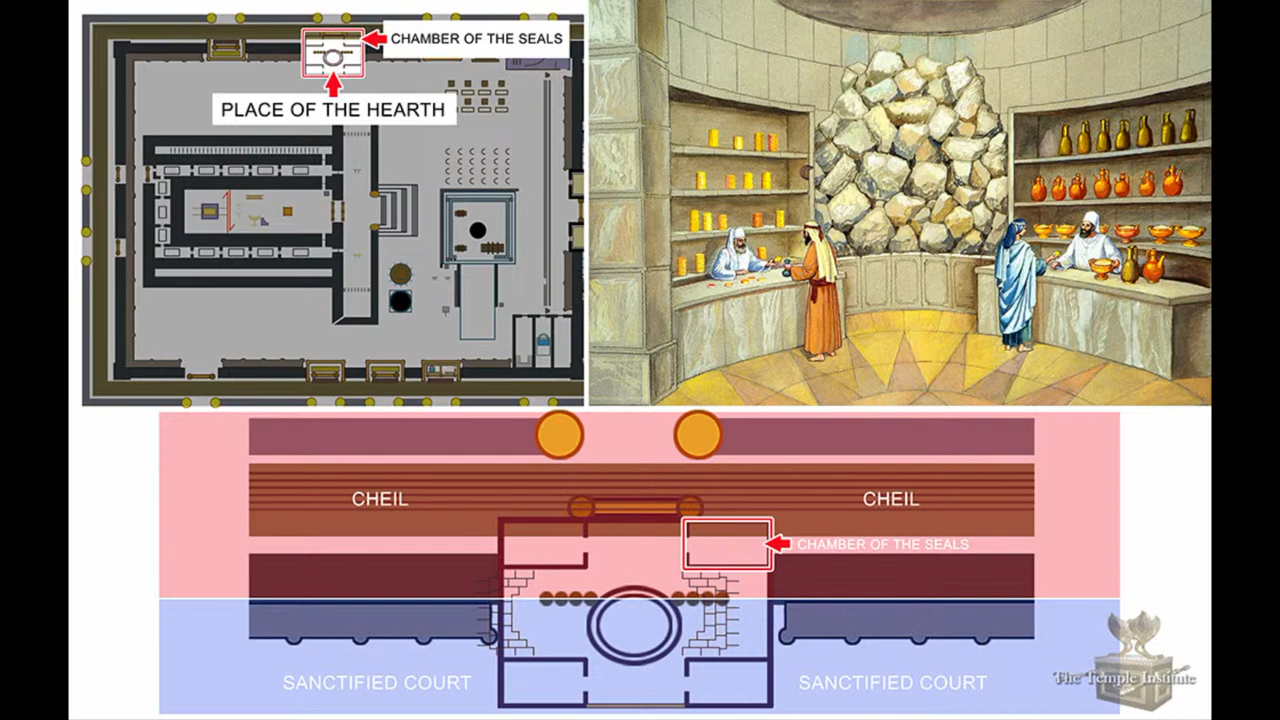 CHAMBER OF THE SEALS
PLACE OF THE HEARTH
CHEIL
CHEIL
CHAMBER OF THE SEALS
SANCTIFIED COURT
SANCTIFIED COURT
The Temple Institute